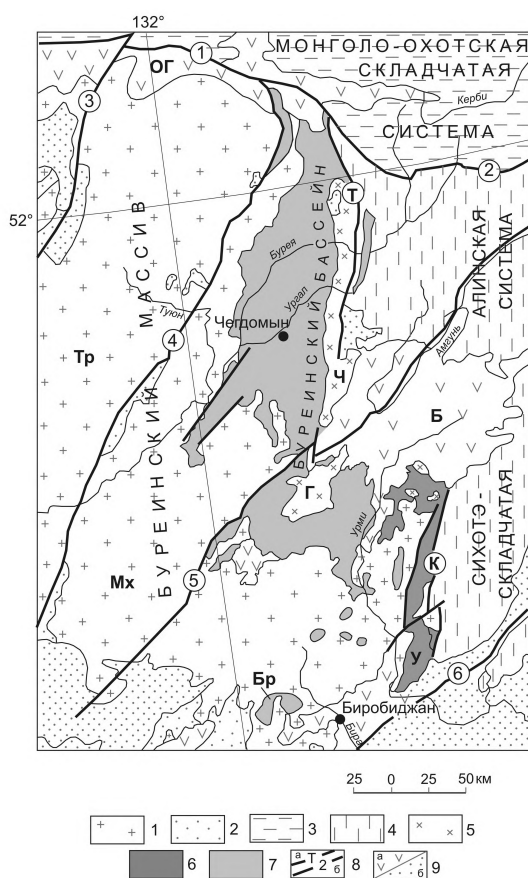 132°
ОГ
1
МОНГОЛО-ОХОТСКАЯ
СКЛАДЧАТАЯ
Керби
СИСТЕМА
3
2
52°
Т
БУРЕИНСКИЙ МАССИВ
БУРЕИНСКИЙ БАССЕЙН
Бурея
Ургал
Туюн
Чегдомын
4
Тр
Ч
Амгунь
СИХОТЭ-АЛИНСКАЯ
СКЛАДЧАТАЯ СИСТЕМА
Б
Г
Урми
К
5
Мх
У
6
Бр
Биробиджан
Бира
25 0 25 50 км
1 2 3 4 5
6 7 а Т 2 б 8 а б 9